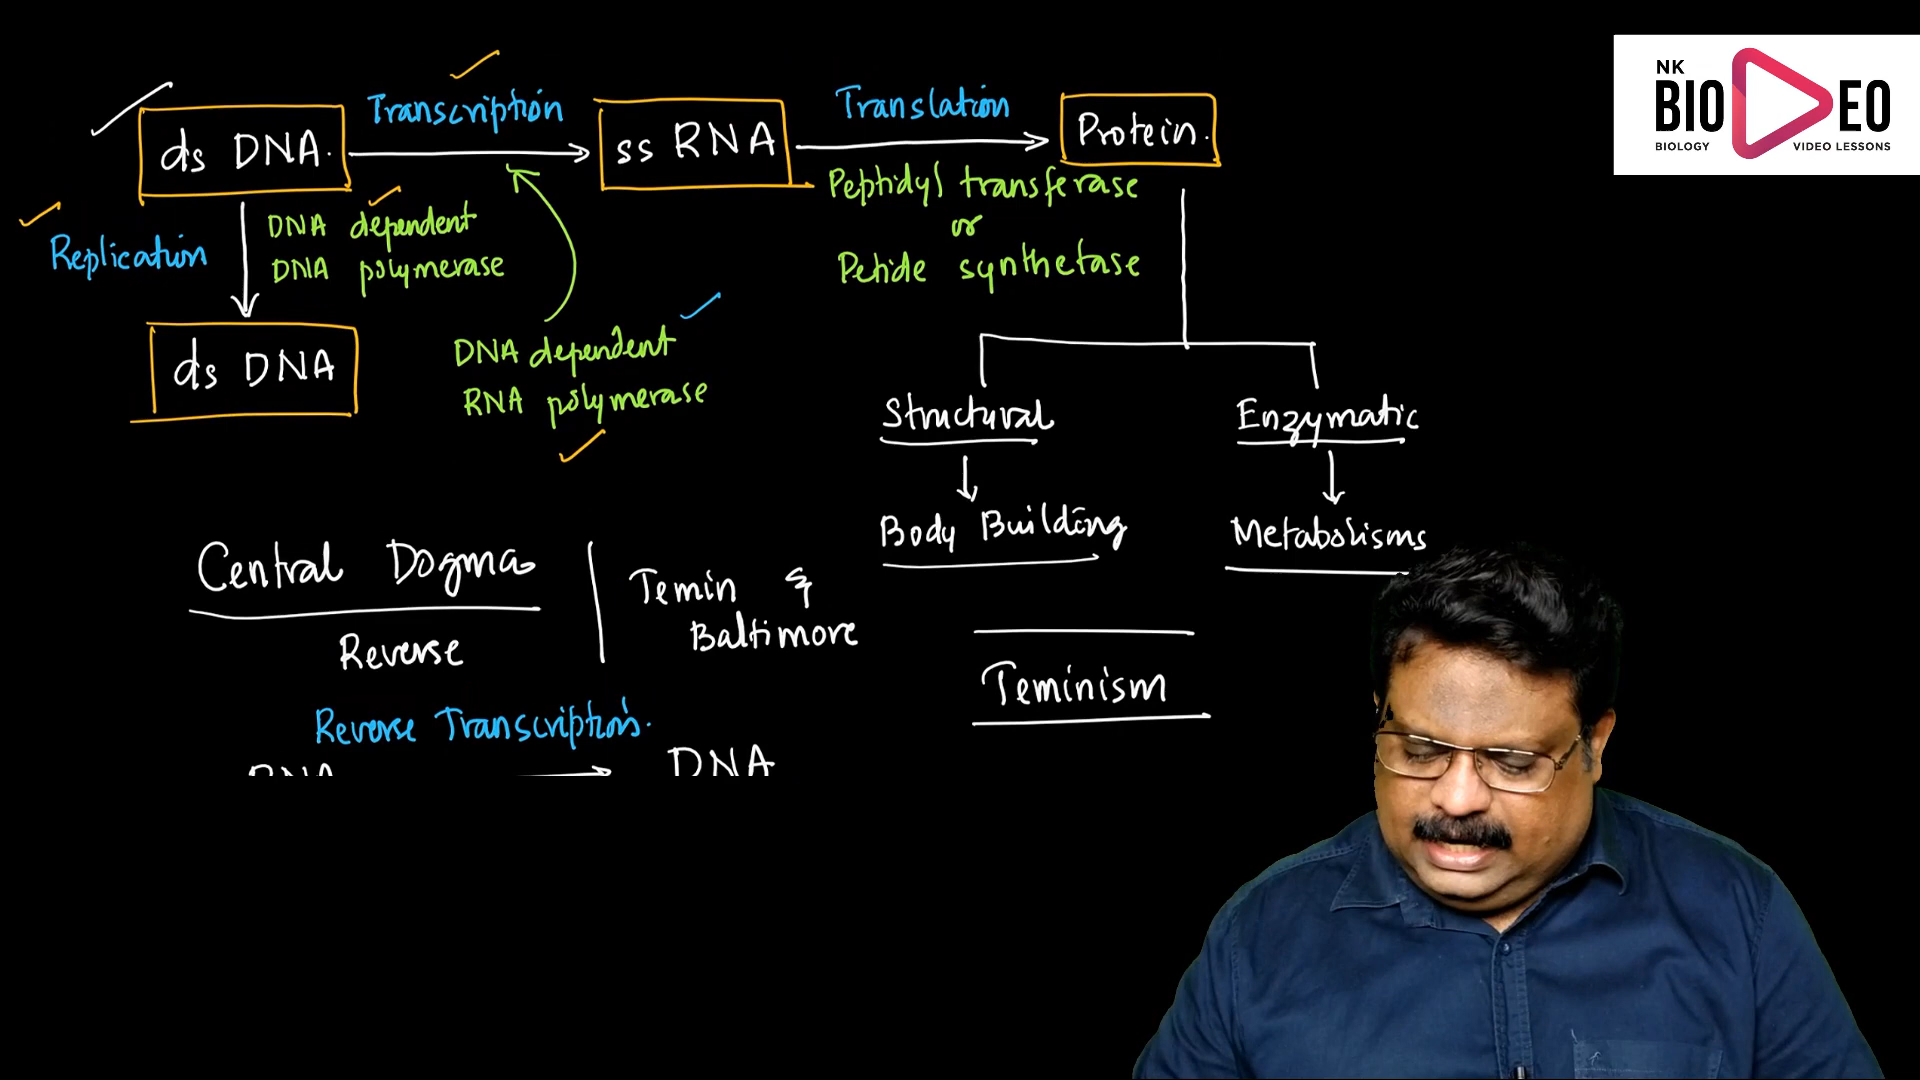 Transcription
ds DNA.
ss RNA
Translation
Protein.
Replication
DNA dependent
DNA polymerase
Peptidyl transferase
or
Petide synthetase
ds DNA
DNA dependent
RNA polymerase
Structural
Enzymatic
Body Building
Metabolisms
Central Dogma
Reverse
Temin &
Baltimore
Teminism
Reverse Transcription.
RNA
DNA
NK
BIO EO
BIOLOGY VIDEO LESSONS